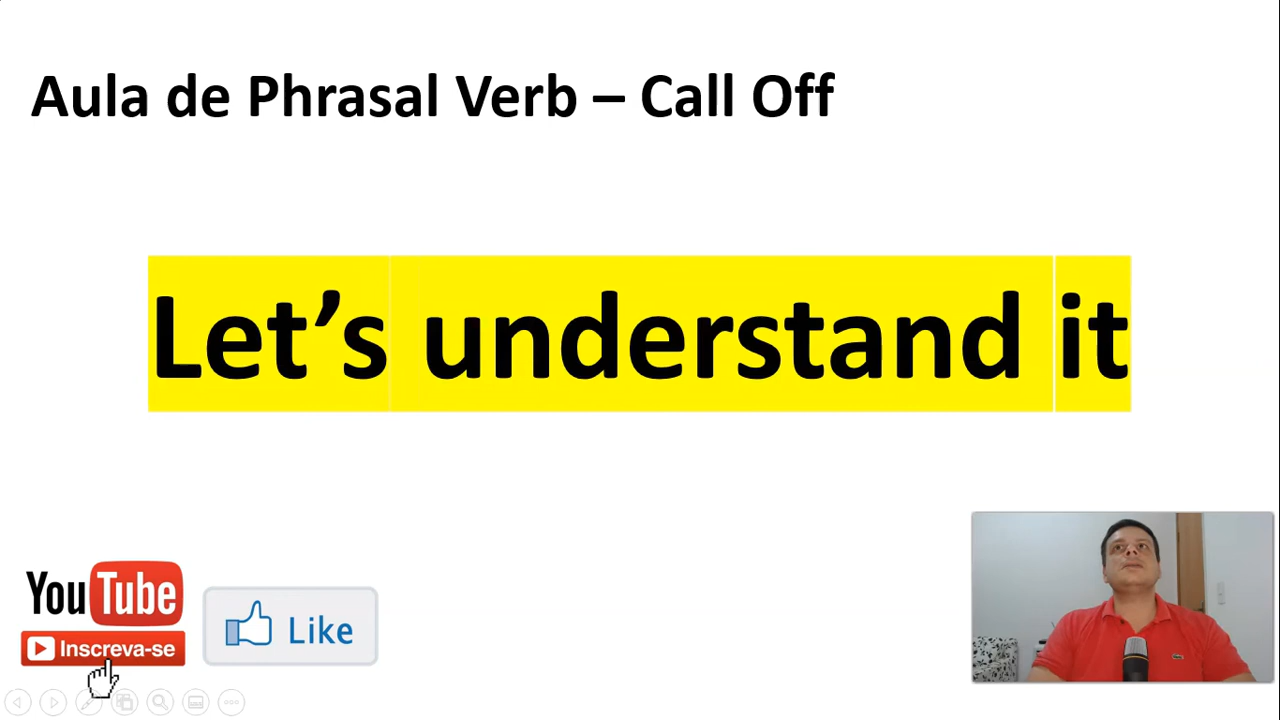 Aula de Phrasal Verb – Call Off
Let’s understand it
YouTube
Inscreva-se
Like